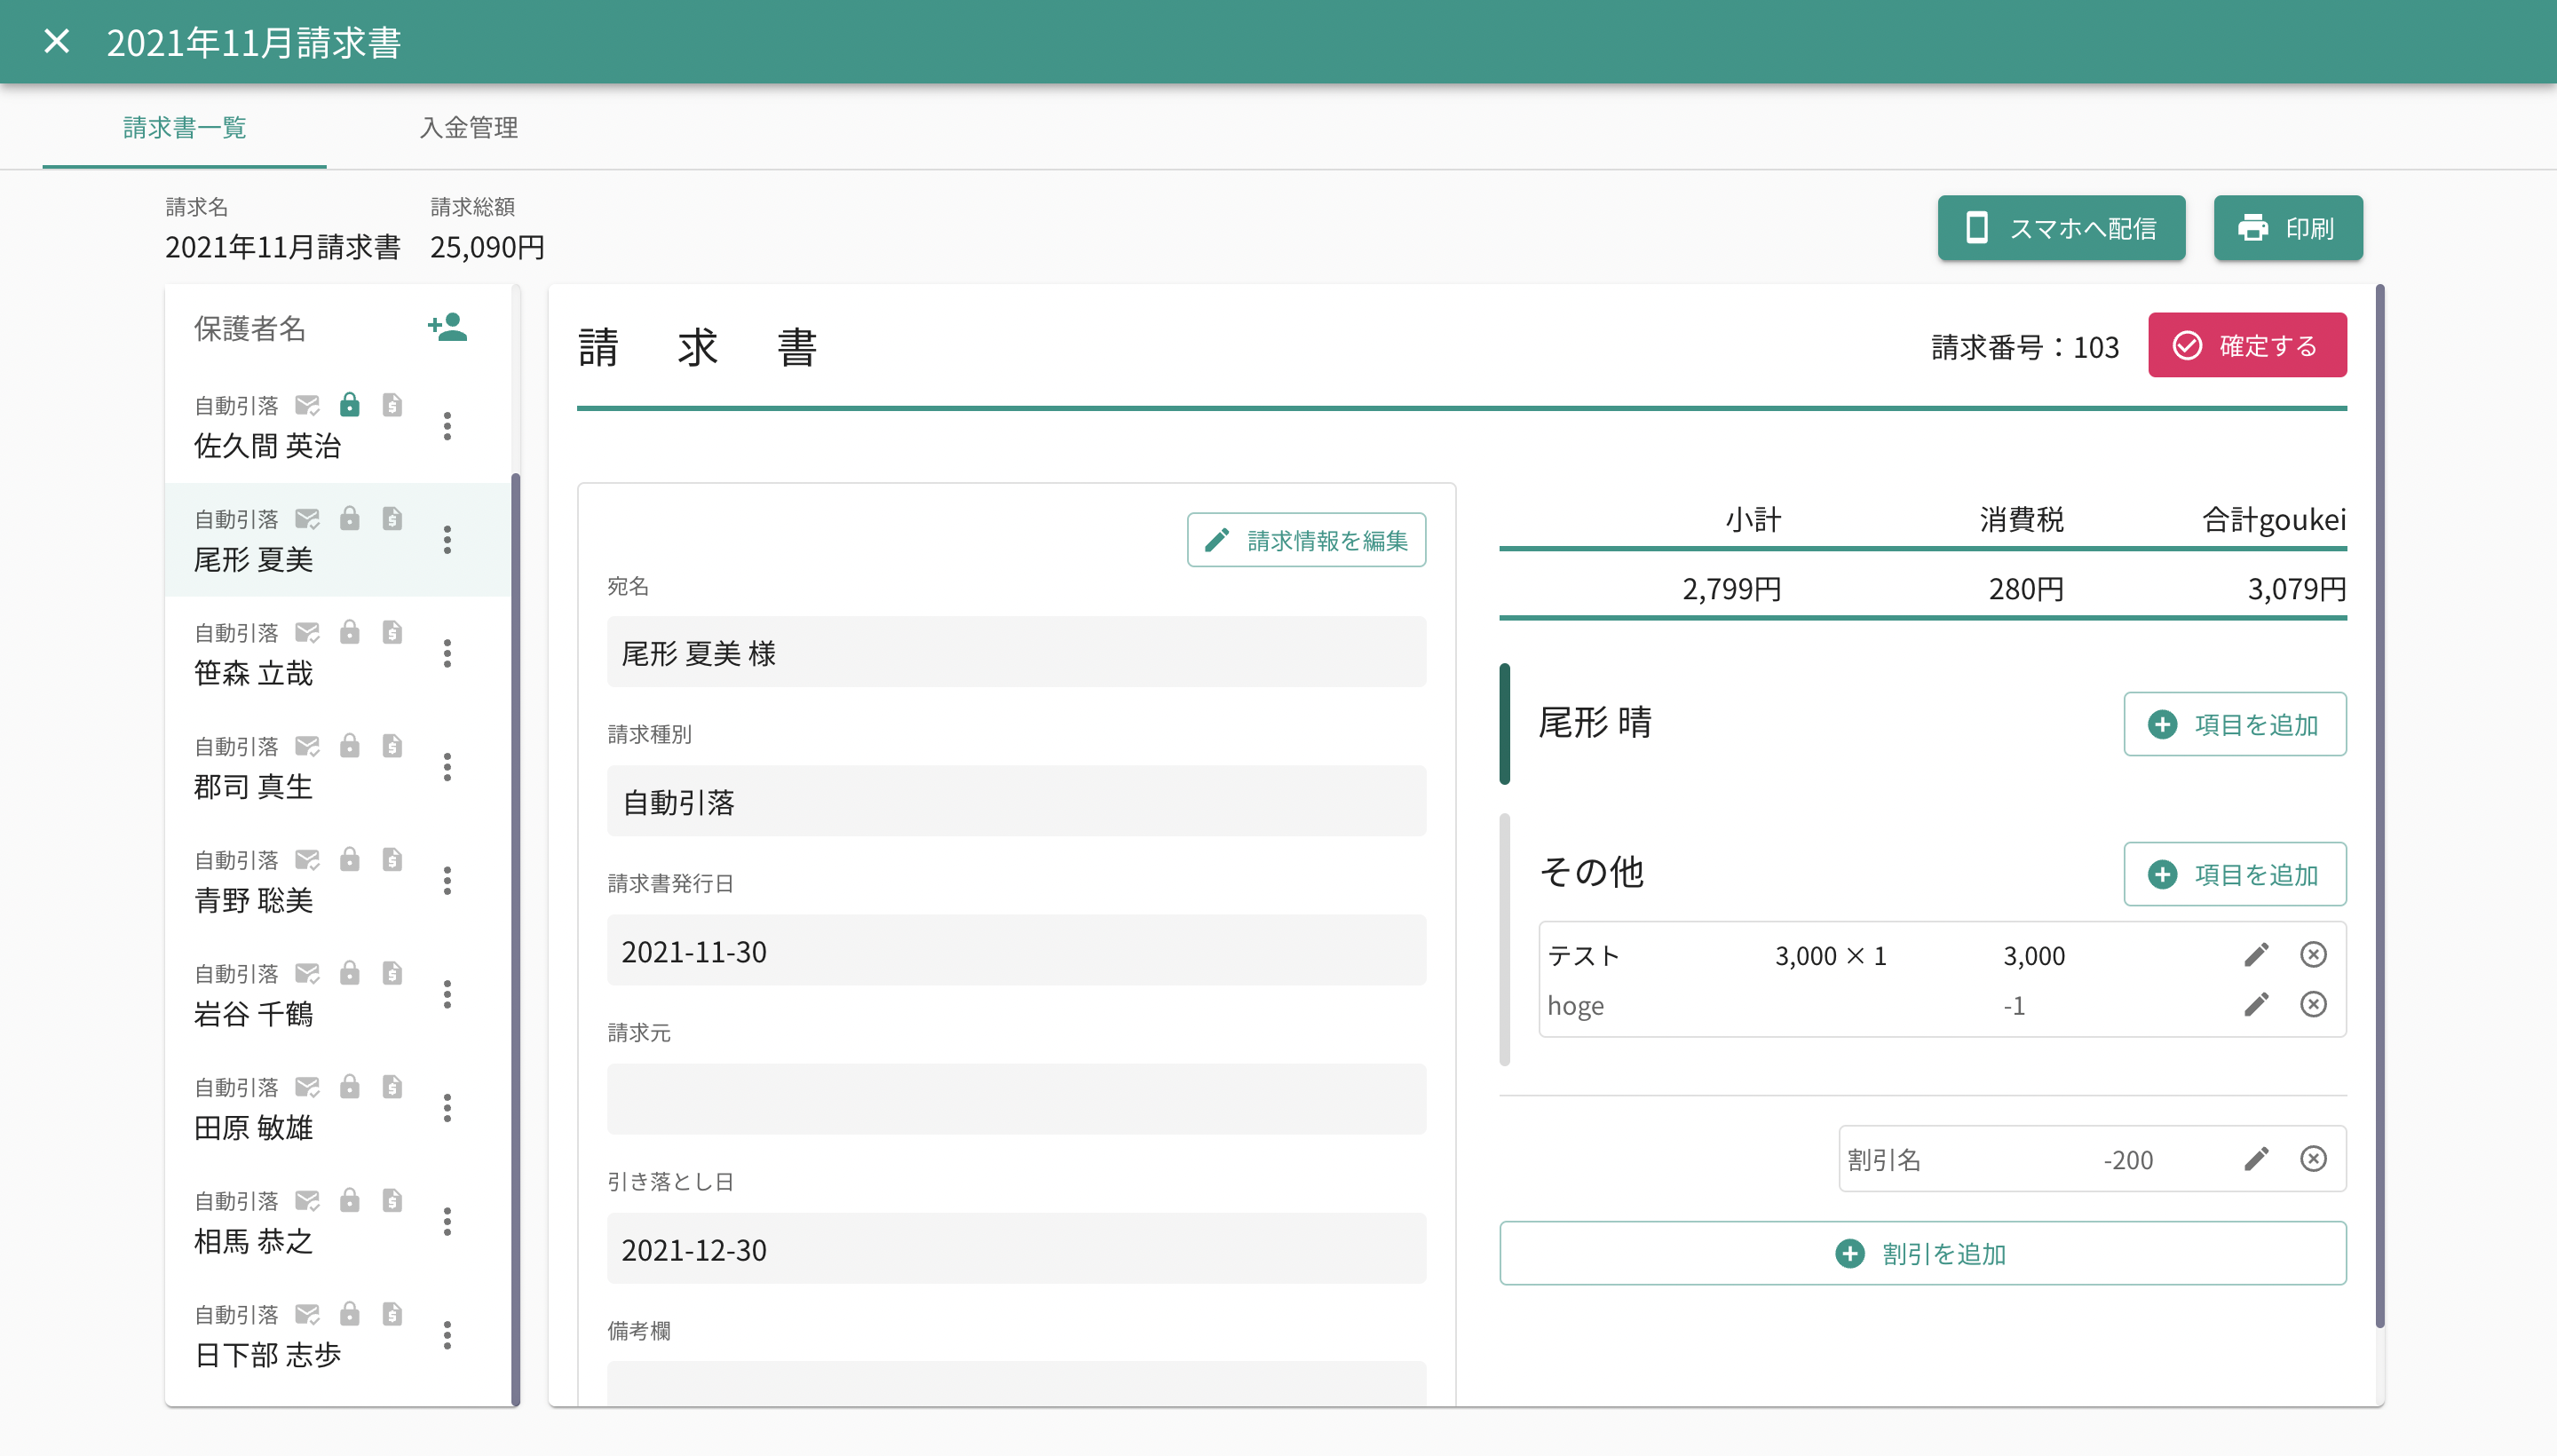 2021年11月請求書
請求書一覧
入金管理
請求名
2021年11月請求書
請求総額
25,090円
スマホへ配信
印刷
保護者名
自動引落
佐久間 英治
自動引落
尾形 夏美
自動引落
笹森 立哉
自動引落
郡司 真生
自動引落
青野 聡美
自動引落
岩谷 千鶴
自動引落
田原 敏雄
自動引落
相馬 恭之
自動引落
日下部 志歩
請 求 書
請求番号：103
確定する
請求情報を編集
宛名
尾形 夏美 様
請求種別
自動引落
請求書発行日
2021-11-30
請求元
引き落とし日
2021-12-30
備考欄
小計 消費税 合計goukei
2,799円 280円 3,079円
尾形 晴
項目を追加
その他
項目を追加
テスト 3,000 × 1 3,000
hoge -1
割引名 -200
割引を追加